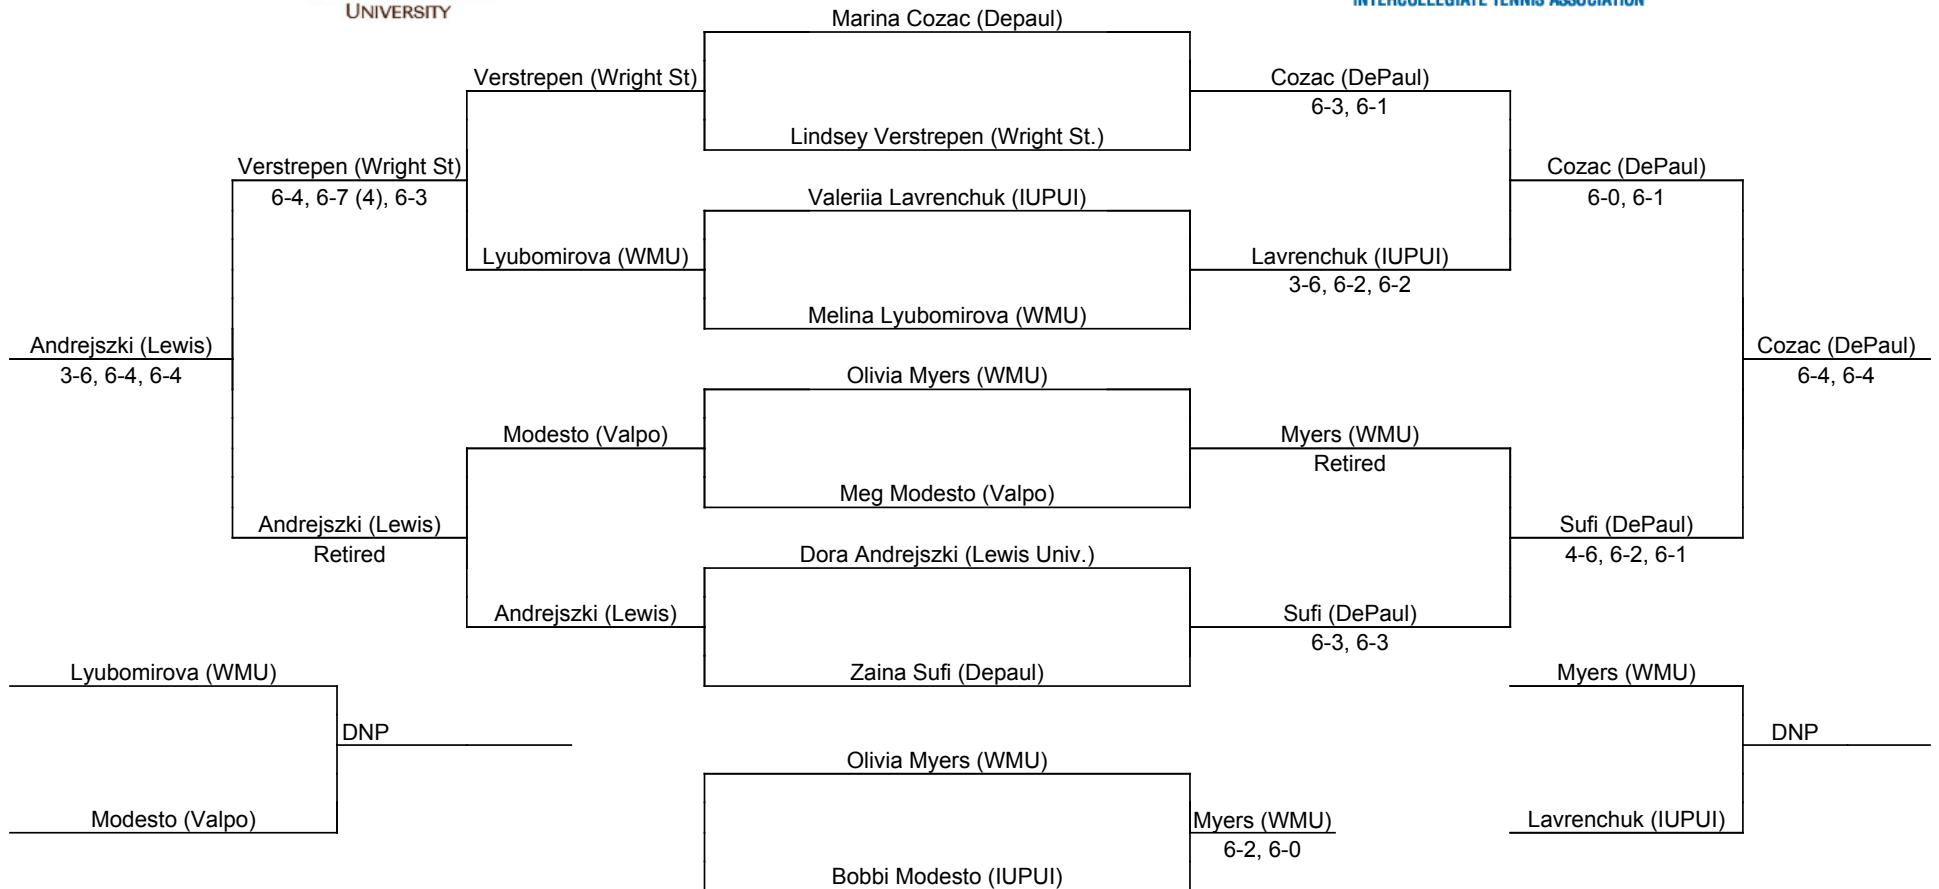 UNIVERSITY
INTERCOLLEGIATE TENNIS ASSOCIATION
Marina Cozac (Depaul)
Verstrepen (Wright St)
Cozac (DePaul)
6-3, 6-1
Lindsey Verstrepen (Wright St.)
Verstrepen (Wright St)
6-4, 6-7 (4), 6-3
Cozac (DePaul)
6-0, 6-1
Valeriia Lavrenchuk (IUPUI)
Lyubomirova (WMU)
Lavrenchuk (IUPUI)
3-6, 6-2, 6-2
Melina Lyubomirova (WMU)
Andrejszki (Lewis)
3-6, 6-4, 6-4
Cozac (DePaul)
6-4, 6-4
Olivia Myers (WMU)
Modesto (Valpo)
Myers (WMU)
Retired
Meg Modesto (Valpo)
Andrejszki (Lewis)
Retired
Sufi (DePaul)
4-6, 6-2, 6-1
Dora Andrejszki (Lewis Univ.)
Andrejszki (Lewis)
Sufi (DePaul)
6-3, 6-3
Zaina Sufi (Depaul)
Lyubomirova (WMU)
Myers (WMU)
DNP
DNP
Olivia Myers (WMU)
Modesto (Valpo)
Myers (WMU)
6-2, 6-0
Lavrenchuk (IUPUI)
Bobbi Modesto (IUPUI)